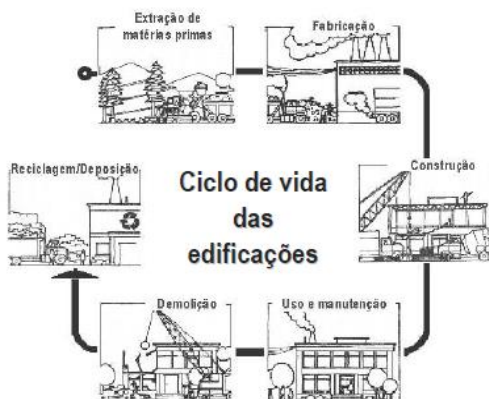 Extração de
matérias primas
Fabricação
Construção
Uso e manutenção
Demolição
Reciclagem/Deposição
Ciclo de vida
das
edificações